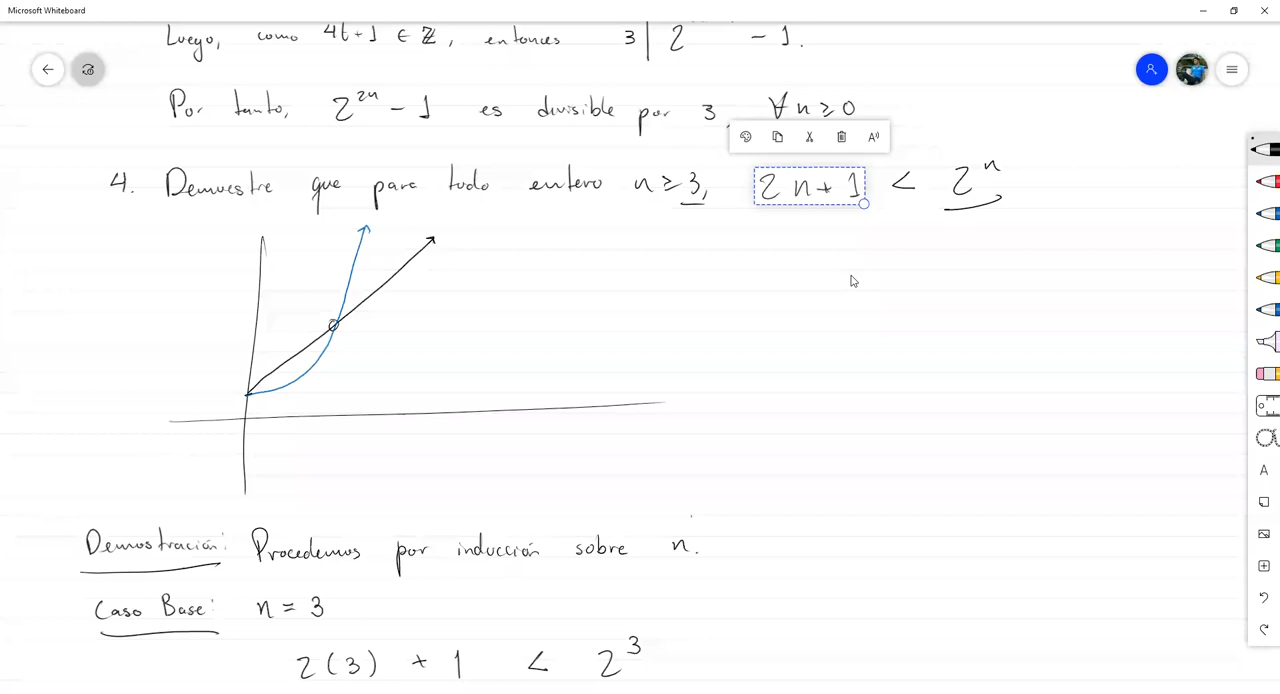 Microsoft Whiteboard
Luego, como 4t+1 ∈ ℤ, entonces 3 | 2 - 1.
Por tanto, 2^{2n} - 1 es divisible por 3, ∀ n ≥ 0
4. Demuestre que para todo entero n ≥ 3, 2n+1 < 2^n
Demostración: Procedemos por inducción sobre n.
Caso Base: n = 3
2(3) + 1 < 2^3